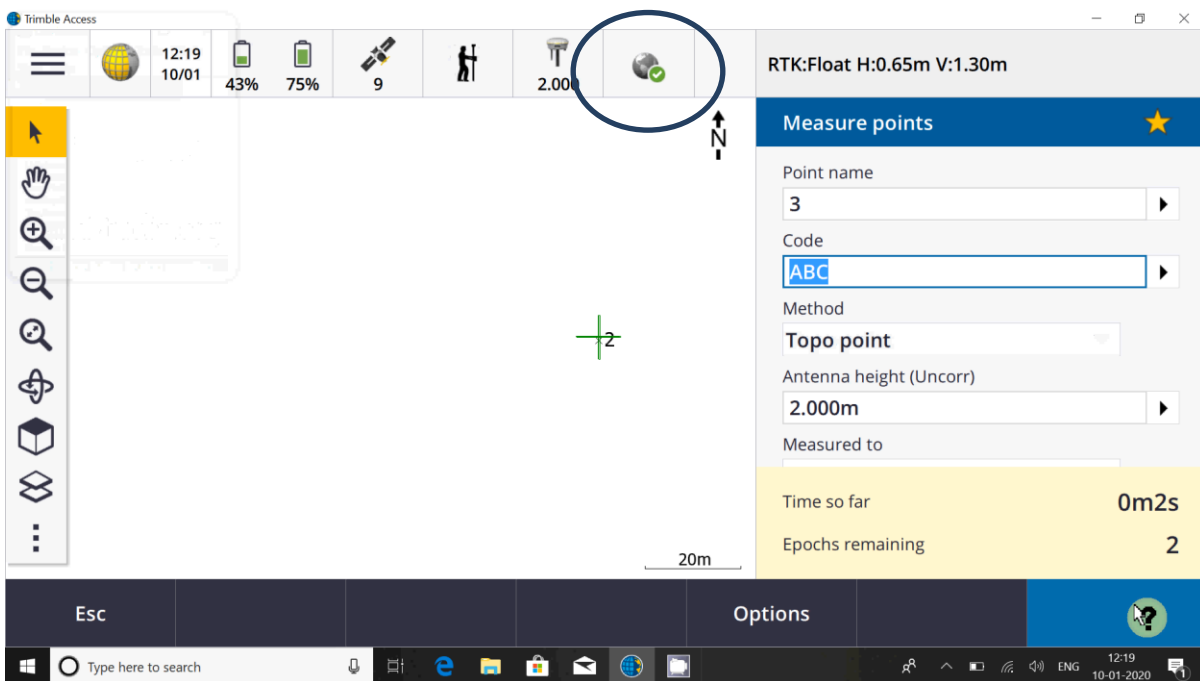 Trimble Access
12:19
10/01
43%
75%
9
2.000
RTK:Float H:0.65m V:1.30m
N
Measure points
Point name
3
Code
ABC
Method
Topo point
Antenna height (Uncorr)
2.000m
Measured to
2
20m
Time so far 0m2s
Epochs remaining 2
Esc
Options
?
Type here to search
ENG
12:19
10-01-2020
1